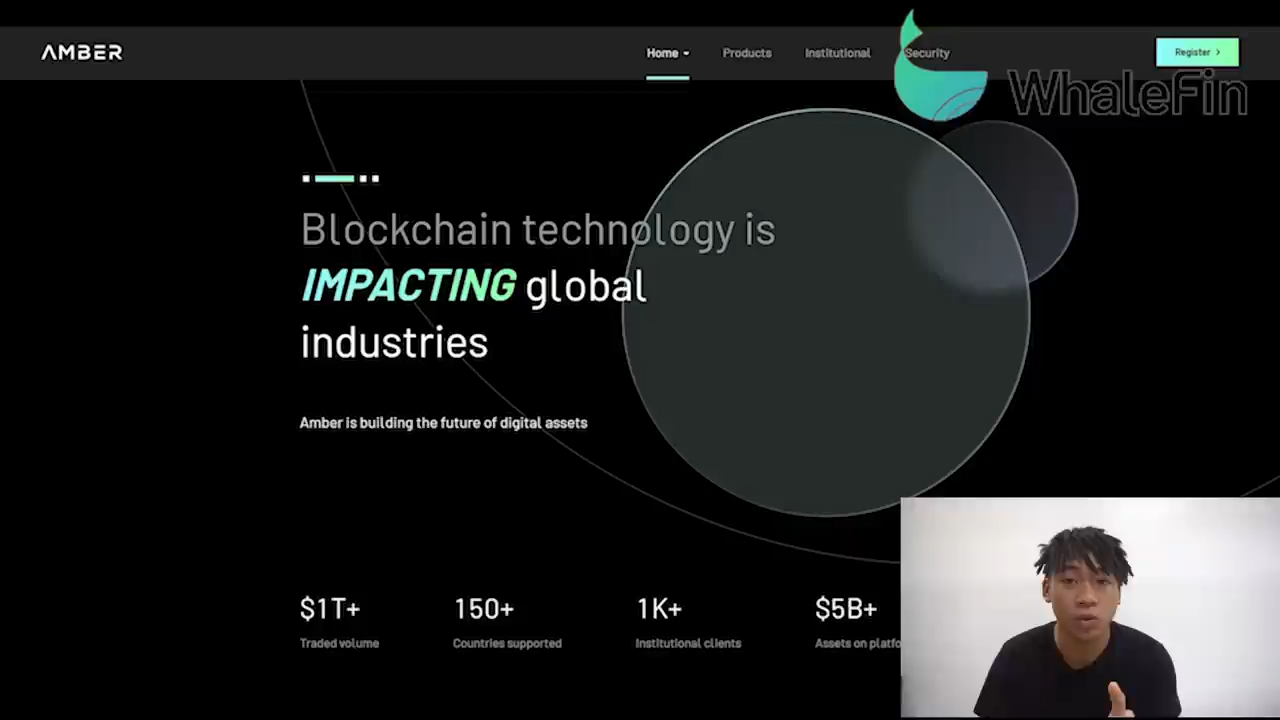 AMBER
Home
Products
Institutional
Security
Register
WhaleFin
Blockchain technology is
IMPACTING global
industries
Amber is building the future of digital assets
$1T+
150+
1K+
$5B+
Traded volume
Countries supported
Institutional clients
Assets on platfo